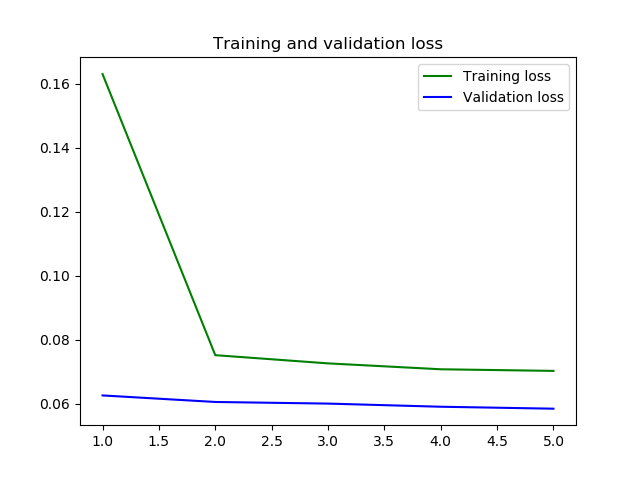 Training and validation loss
Training loss
Validation loss
0.16
0.14
0.12
0.10
0.08
0.06
1.0 1.5 2.0 2.5 3.0 3.5 4.0 4.5 5.0